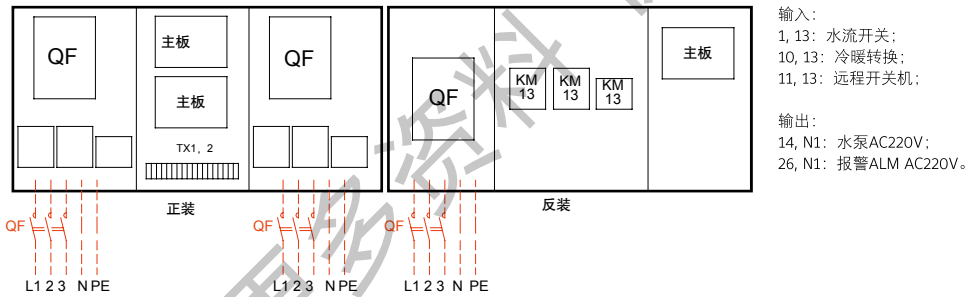 QF
主板
主板
TX1, 2
QF
QF
KM
13
KM
13
KM
13
主板
正装
反装
QF
QF
QF
L1 2 3 N PE
L1 2 3 N PE
L1 2 3 N PE
输入：
1, 13：水流开关；
10, 13：冷暖转换；
11, 13：远程开关机；
输出：
14, N1：水泵AC220V；
26, N1：报警ALM AC220V。
更多资料